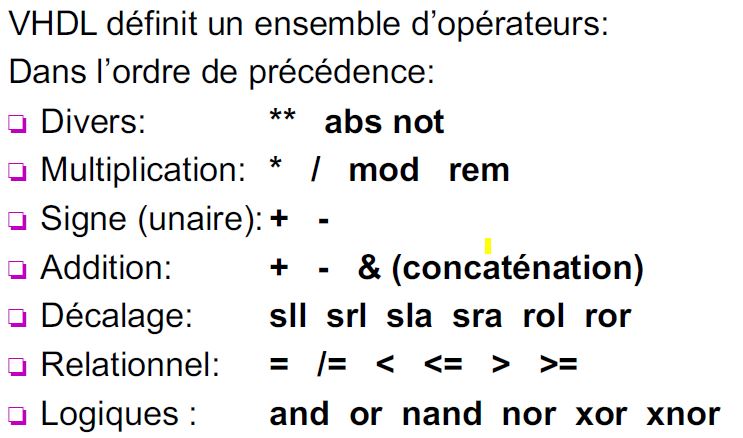 VHDL définit un ensemble d'opérateurs:
Dans l'ordre de précédence:
❏ Divers: ** abs not
❏ Multiplication: * / mod rem
❏ Signe (unaire): + -
❏ Addition: + - & (concaténation)
❏ Décalage: sll srl sla sra rol ror
❏ Relationnel: = /= < <= > >=
❏ Logiques : and or nand nor xor xnor